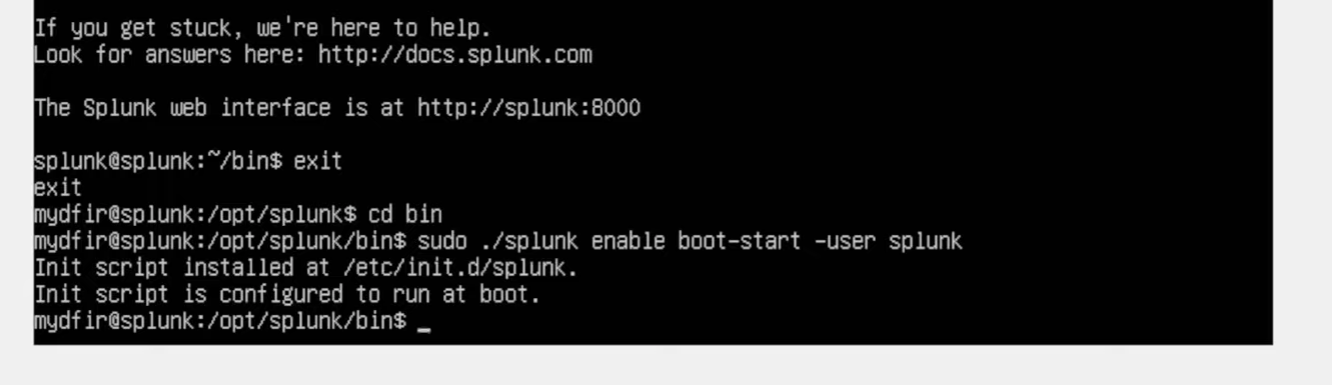 If you get stuck, we're here to help.
Look for answers here: http://docs.splunk.com
The Splunk web interface is at http://splunk:8000
splunk@splunk:~/bin$ exit
exit
mydfir@splunk:/opt/splunk$ cd bin
mydfir@splunk:/opt/splunk/bin$ sudo ./splunk enable boot-start -user splunk
Init script installed at /etc/init.d/splunk.
Init script is configured to run at boot.
mydfir@splunk:/opt/splunk/bin$ _